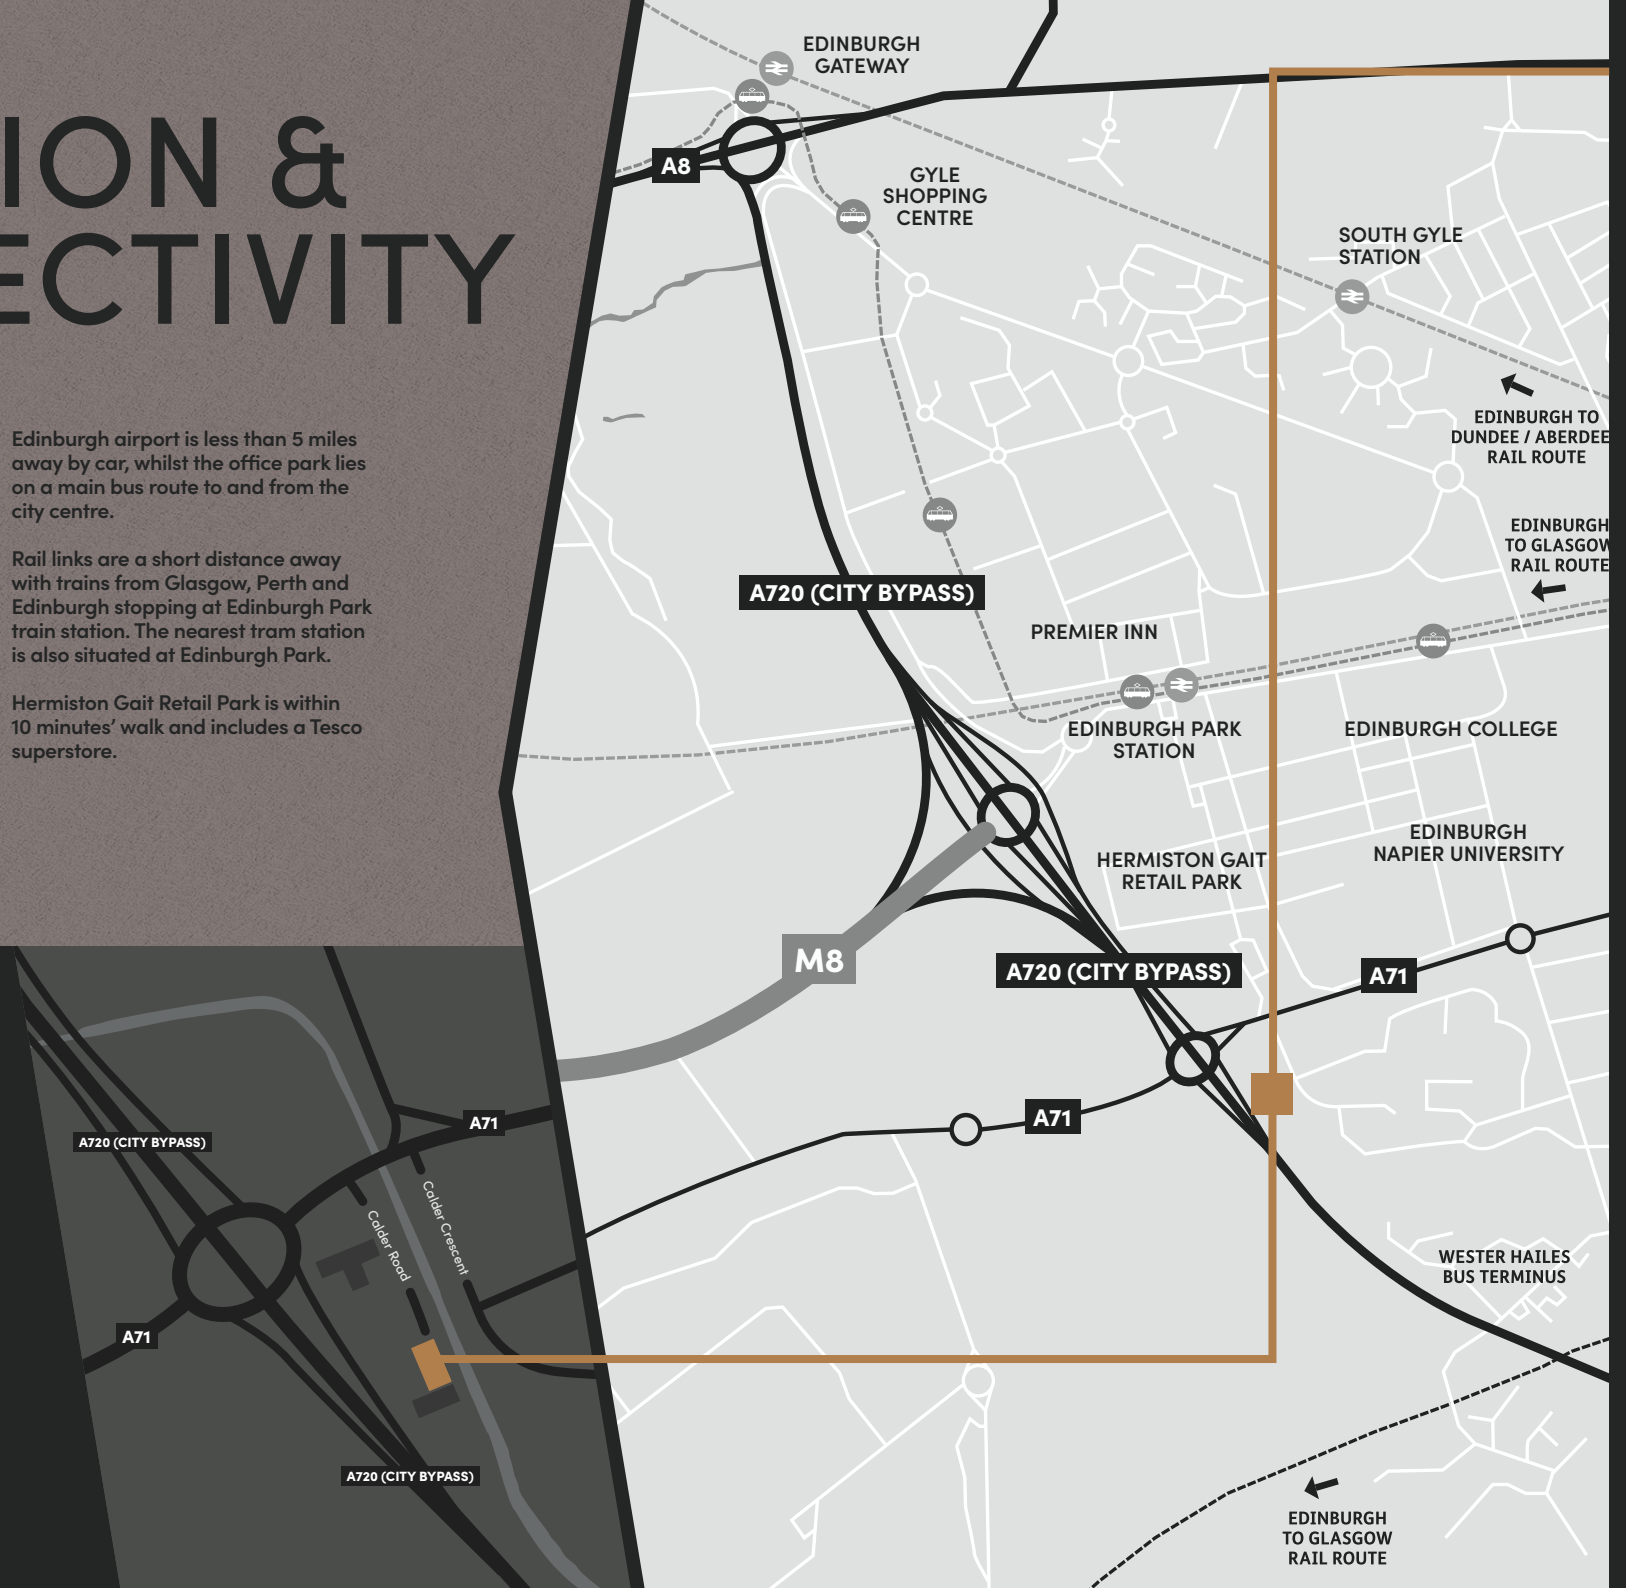 ION &
ECTIVITY
Edinburgh airport is less than 5 miles
away by car, whilst the office park lies
on a main bus route to and from the
city centre.
Rail links are a short distance away
with trains from Glasgow, Perth and
Edinburgh stopping at Edinburgh Park
train station. The nearest tram station
is also situated at Edinburgh Park.
Hermiston Gait Retail Park is within
10 minutes’ walk and includes a Tesco
superstore.
A720 (CITY BYPASS)
A71
Calder Crescent
Calder Road
A71
A720 (CITY BYPASS)
EDINBURGH
GATEWAY
A8
GYLE
SHOPPING
CENTRE
SOUTH GYLE
STATION
EDINBURGH TO
DUNDEE / ABERDEE
RAIL ROUTE
EDINBURGH
TO GLASGOW
RAIL ROUTE
A720 (CITY BYPASS)
PREMIER INN
EDINBURGH PARK
STATION
EDINBURGH COLLEGE
EDINBURGH
NAPIER UNIVERSITY
HERMISTON GAIT
RETAIL PARK
M8
A720 (CITY BYPASS)
A71
A71
WESTER HAILES
BUS TERMINUS
EDINBURGH
TO GLASGOW
RAIL ROUTE